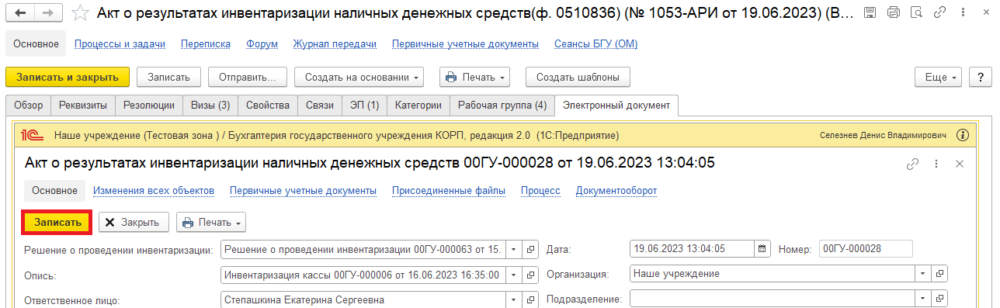 Акт о результатах инвентаризации наличных денежных средств(ф. 0510836) (№ 1053-АРИ от 19.06.2023) (В...
Основное Процессы и задачи Переписка Форум Журнал передачи Первичные учетные документы Сеансы БГУ (ОМ)
Записать и закрыть Записать Отправить... Создать на основании Печать Создать шаблоны Еще ?
Обзор Реквизиты Резолюции Визы (3) Свойства Связи ЭП (1) Категории Рабочая группа (4) Электронный документ
1С Наше учреждение (Тестовая зона ) / Бухгалтерия государственного учреждения КОРП, редакция 2.0 (1С:Предприятие) Селезнев Денис Владимирович
Акт о результатах инвентаризации наличных денежных средств 00ГУ-000028 от 19.06.2023 13:04:05
Основное Изменения всех объектов Первичные учетные документы Присоединенные файлы Процесс Документооборот
Записать Закрыть Печать
Решение о проведении инвентаризации: Решение о проведении инвентаризации 00ГУ-000063 от 15. Дата: 19.06.2023 13:04:05 Номер: 00ГУ-000028
Опись: Инвентаризация кассы 00ГУ-000006 от 16.06.2023 16:35:00 Организация: Наше учреждение
Ответственное лицо: Степашкина Екатерина Сергеевна Подразделение: